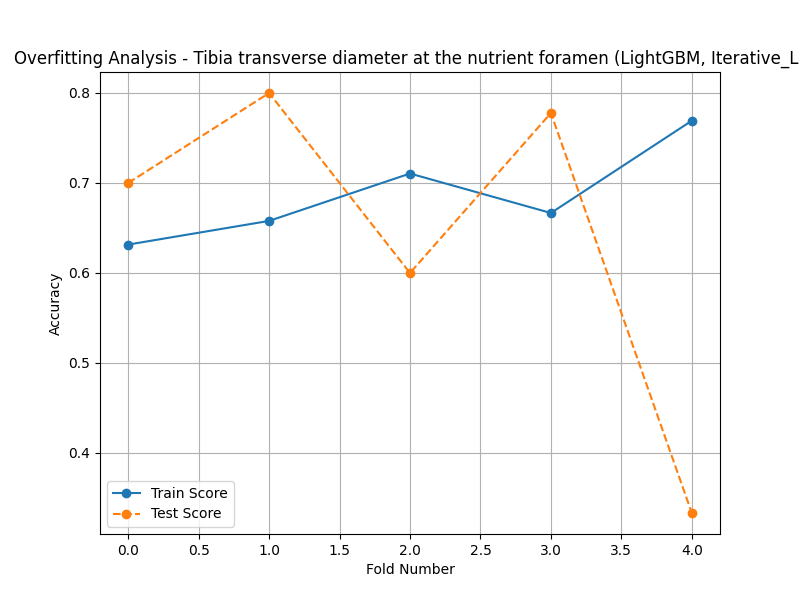 Overfitting Analysis - Tibia transverse diameter at the nutrient foramen (LightGBM, Iterative_L
0.8
0.7
0.6
0.5
0.4
Accuracy
Train Score
Test Score
0.0 0.5 1.0 1.5 2.0 2.5 3.0 3.5 4.0
Fold Number